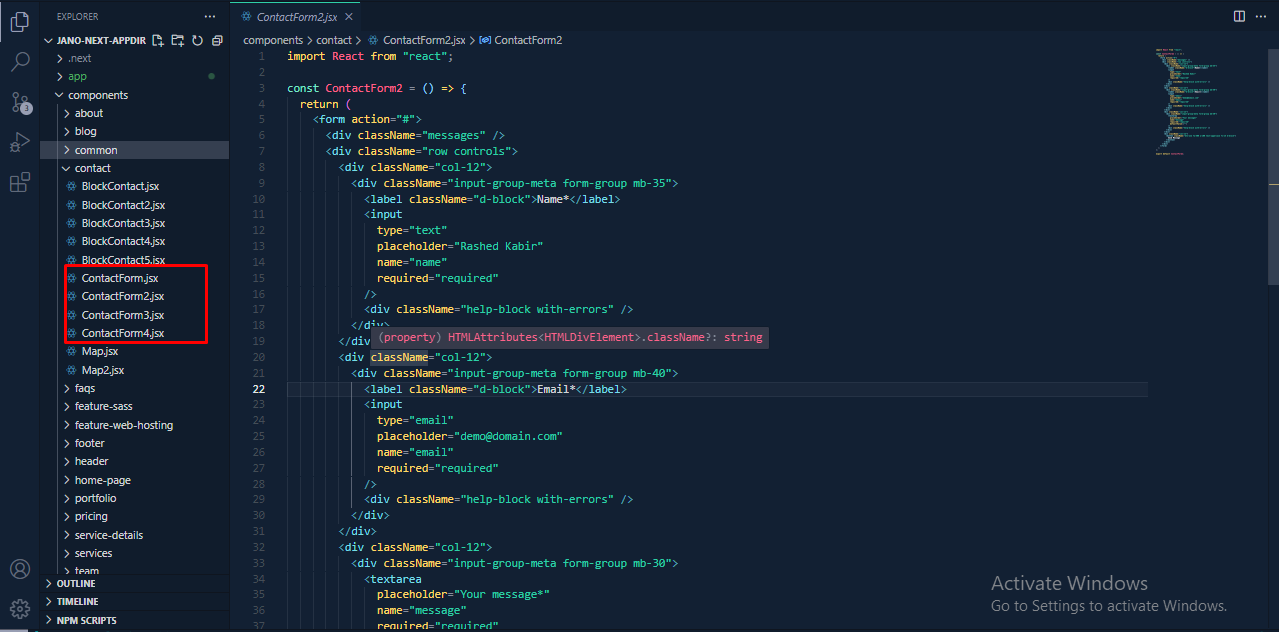 EXPLORER
JANO-NEXT-APPDIR
.next
app
components
about
blog
common
contact
BlockContact.jsx
BlockContact2.jsx
BlockContact3.jsx
BlockContact4.jsx
BlockContact5.jsx
ContactForm.jsx
ContactForm2.jsx
ContactForm3.jsx
ContactForm4.jsx
Map.jsx
Map2.jsx
faqs
feature-sass
feature-web-hosting
footer
header
home-page
portfolio
pricing
service-details
services
team
OUTLINE
TIMELINE
NPM SCRIPTS
3
ContactForm2.jsx
components > contact > ContactForm2.jsx > ContactForm2
1 import React from "react";
2
3 const ContactForm2 = () => {
4 return (
5 <form action="#">
6 <div className="messages" />
7 <div className="row controls">
8 <div className="col-12">
9 <div className="input-group-meta form-group mb-35">
10 <label className="d-block">Name*</label>
11 <input
12 type="text"
13 placeholder="Rashed Kabir"
14 name="name"
15 required="required"
16 />
17 <div className="help-block with-errors" />
18 </div>
(property) HTMLAttributes<HTMLDivElement>.className?: string
19 </div>
20 <div className="col-12">
21 <div className="input-group-meta form-group mb-40">
22 <label className="d-block">Email*</label>
23 <input
24 type="email"
25 placeholder="demo@domain.com"
26 name="email"
27 required="required"
28 />
29 <div className="help-block with-errors" />
30 </div>
31 </div>
32 <div className="col-12">
33 <div className="input-group-meta form-group mb-30">
34 <textarea
35 placeholder="Your message*"
36 name="message"
37 required="required"
Activate Windows
Go to Settings to activate Windows.